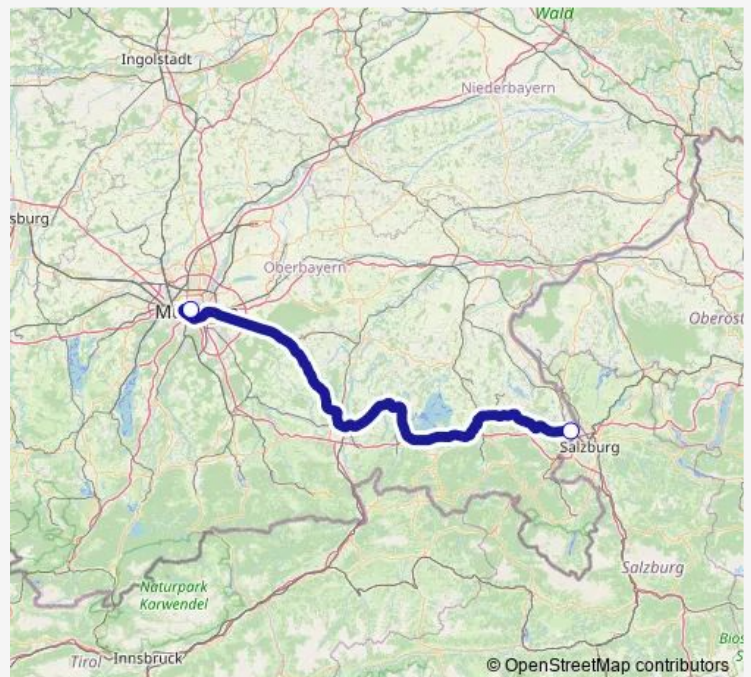 Wald
Ingolstadt
Niederbayern
sburg
Oberbayern
M
Oberöst
Salzburg
Salzburg
Naturpark
Karwendel
Tirol
Innsbruck
Bios
S
© OpenStreetMap contributors